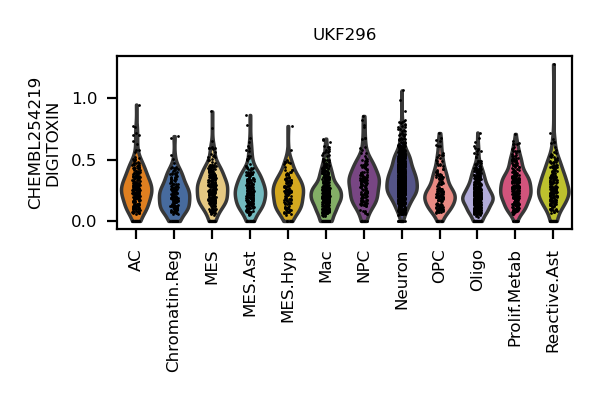 UKF296
CHEMBL254219
DIGITOXIN
1.0
0.5
0.0
AC
Chromatin.Reg
MES
MES.Ast
MES.Hyp
Mac
NPC
Neuron
OPC
Oligo
Prolif.Metab
Reactive.Ast